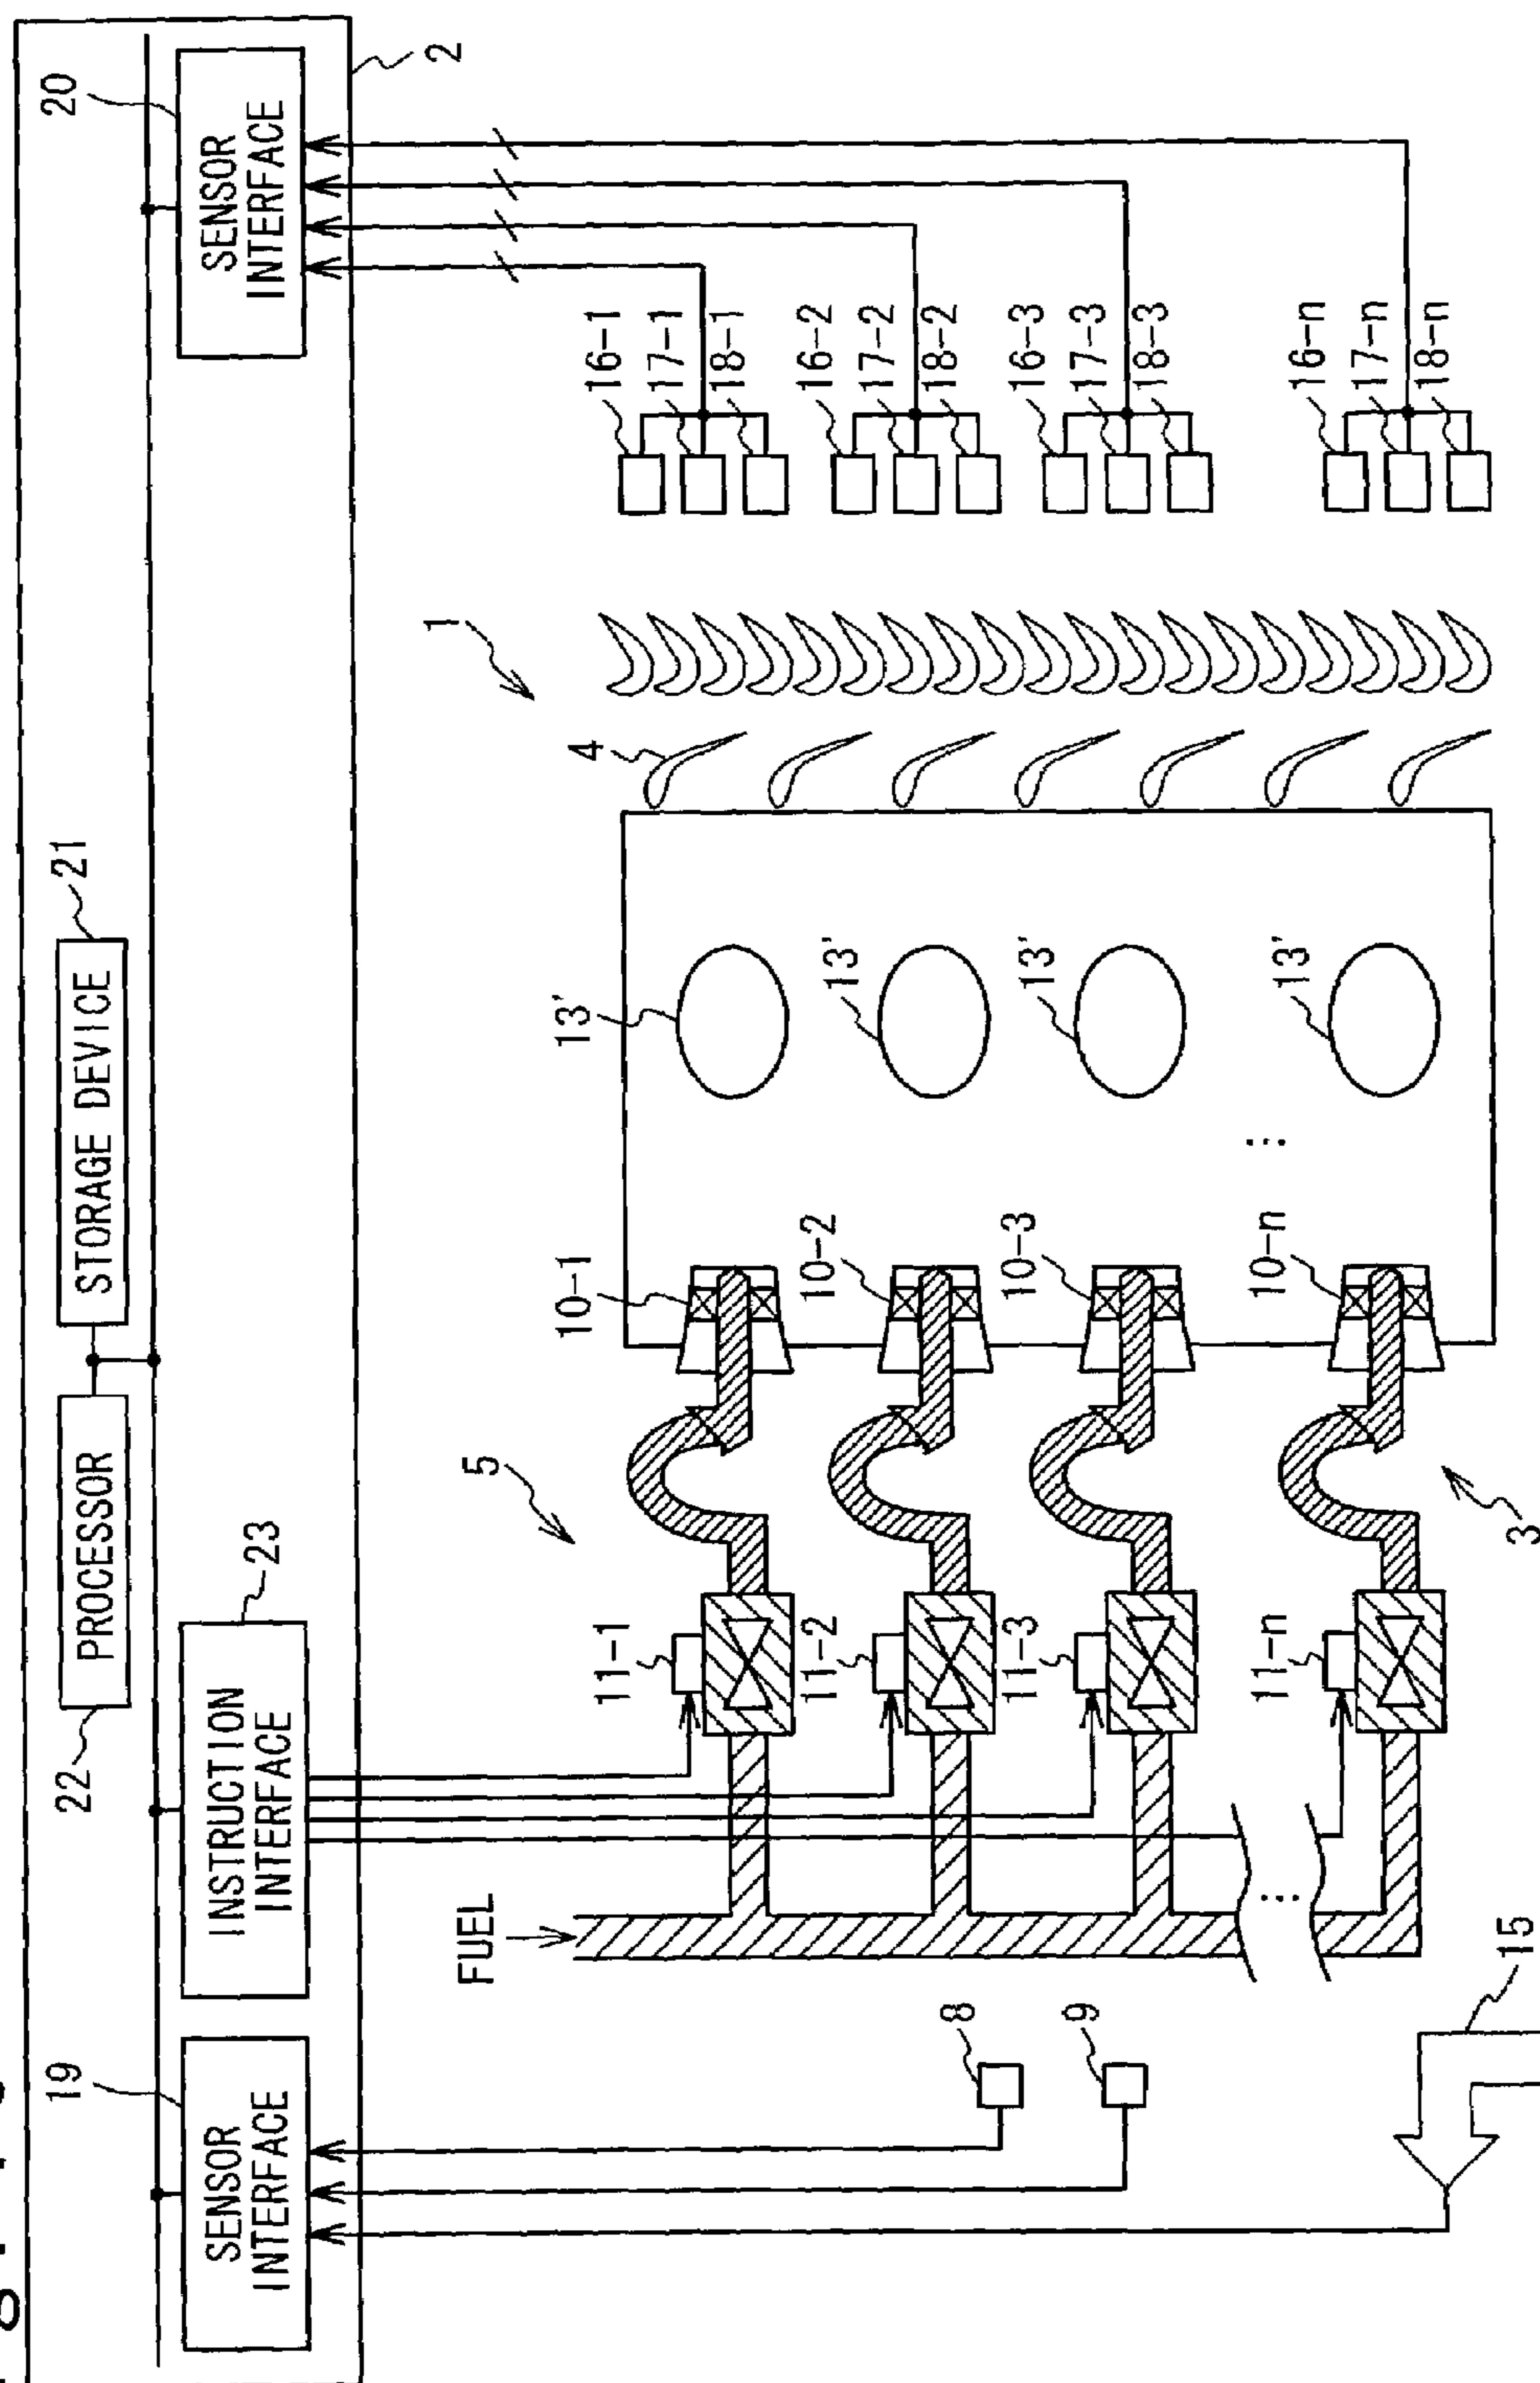 19
SENSOR
INTERFACE
22
PROCESSOR
STORAGE DEVICE
21
INSTRUCTION
INTERFACE
23
20
SENSOR
INTERFACE
2
FUEL
5
1
4
11-1
11-2
11-3
11-n
10-1
10-2
10-3
10-n
13'
13'
13'
13'
16-1
17-1
18-1
16-2
17-2
18-2
16-3
17-3
18-3
16-n
17-n
18-n
8
9
15
3